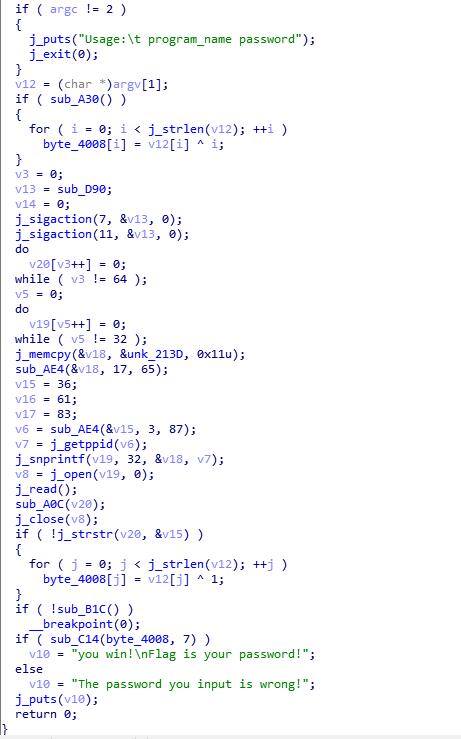 if ( argc != 2 )
{
j_puts("Usage:\t program_name password");
j_exit(0);
}
v12 = (char *)argv[1];
if ( sub_A30() )
{
for ( i = 0; i < j_strlen(v12); ++i )
byte_4008[i] = v12[i] ^ i;
}
v3 = 0;
v13 = sub_D90;
v14 = 0;
j_sigaction(7, &v13, 0);
j_sigaction(11, &v13, 0);
do
v20[v3++] = 0;
while ( v3 != 64 );
v5 = 0;
do
v19[v5++] = 0;
while ( v5 != 32 );
j_memcpy(&v18, &unk_213D, 0x11u);
sub_AE4(&v18, 17, 65);
v15 = 36;
v16 = 61;
v17 = 83;
v6 = sub_AE4(&v15, 3, 87);
v7 = j_getppid(v6);
j_snprintf(v19, 32, &v18, v7);
v8 = j_open(v19, 0);
j_read();
sub_A0C(v20);
j_close(v8);
if ( !j_strstr(v20, &v15) )
{
for ( j = 0; j < j_strlen(v12); ++j )
byte_4008[j] = v12[j] ^ 1;
}
if ( !sub_B1C() )
__breakpoint(0);
if ( sub_C14(byte_4008, 7) )
v10 = "you win!\nFlag is your password!";
else
v10 = "The password you input is wrong!";
j_puts(v10);
return 0;
}